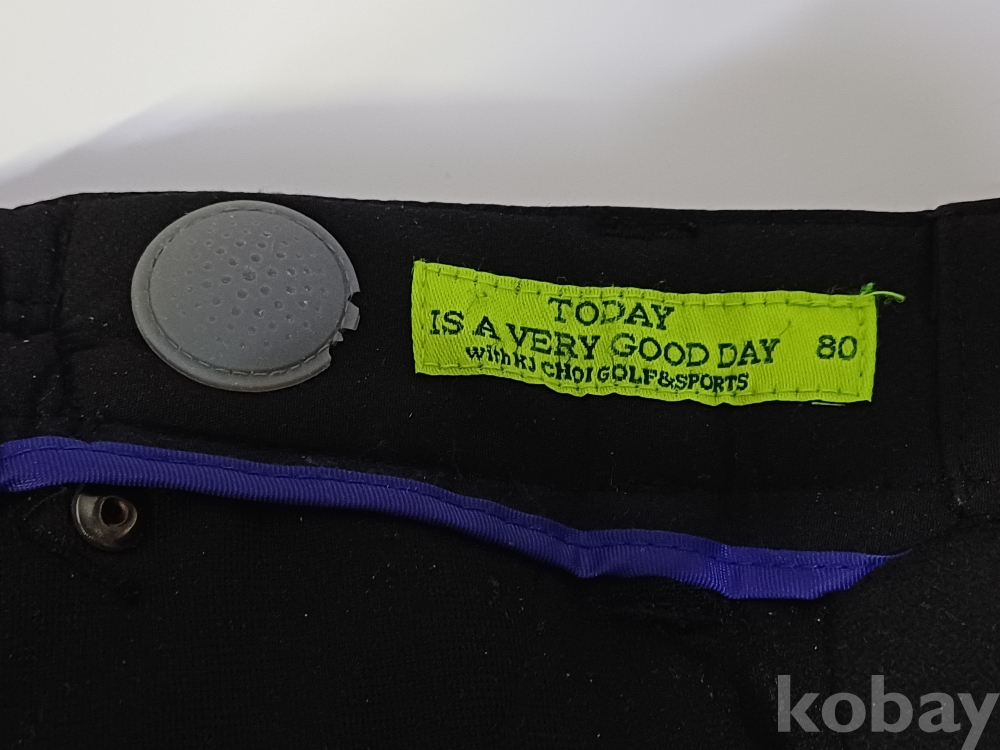 TODAY
IS A VERY GOOD DAY 80
with KJ CHOI GOLF&SPORTS
kobay